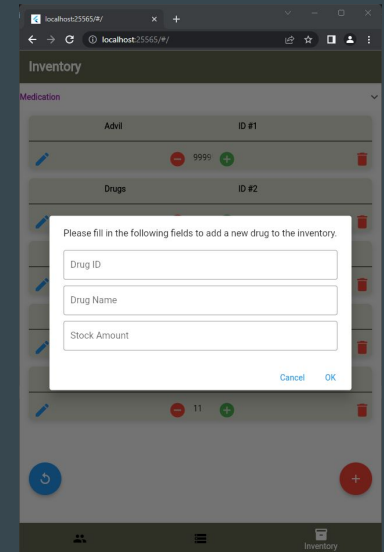 localhost:25565/#/
localhost:25565/#/
Inventory
Medication
Advil ID #1
9999
Drugs ID #2
Please fill in the following fields to add a new drug to the inventory.
Drug ID
Drug Name
Stock Amount
Cancel OK
11
Inventory